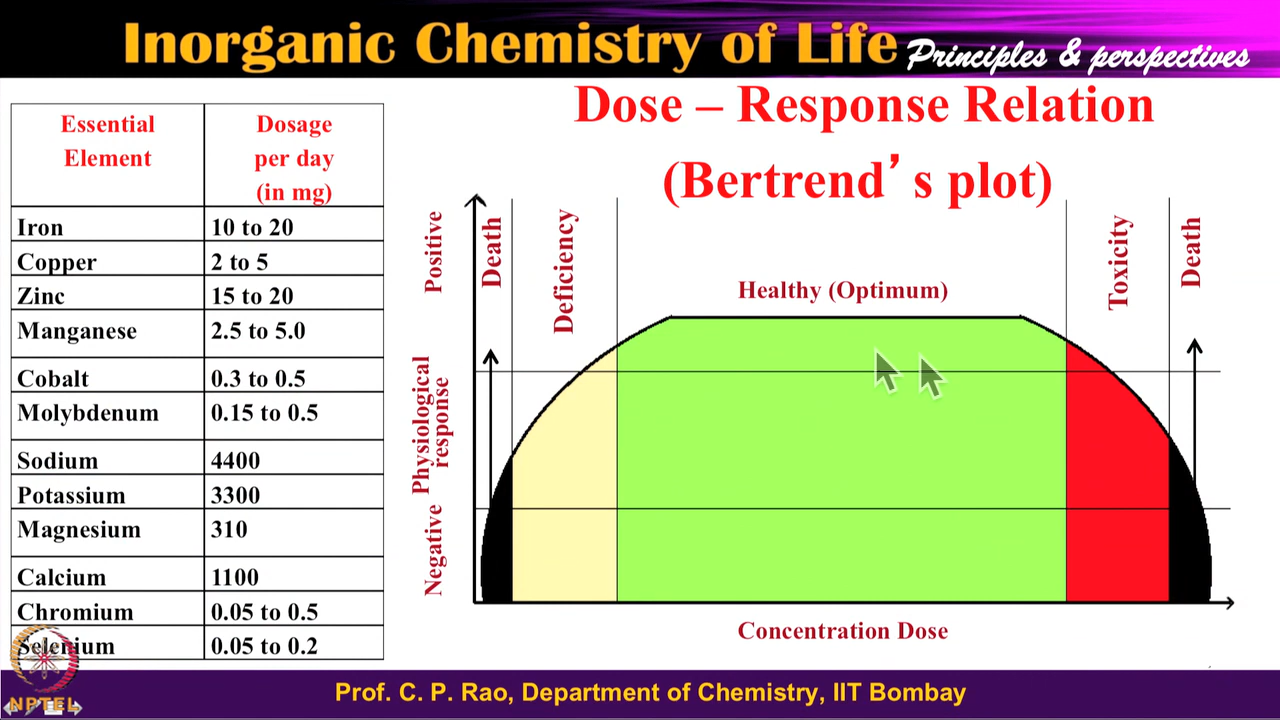 Inorganic Chemistry of Life Principles & perspectives
Essential Element
Dosage per day (in mg)
Iron 10 to 20
Copper 2 to 5
Zinc 15 to 20
Manganese 2.5 to 5.0
Cobalt 0.3 to 0.5
Molybdenum 0.15 to 0.5
Sodium 4400
Potassium 3300
Magnesium 310
Calcium 1100
Chromium 0.05 to 0.5
Selenium 0.05 to 0.2
Dose – Response Relation
(Bertrend's plot)
Positive
Physiological
response
Negative
Death
Deficiency
Healthy (Optimum)
Toxicity
Death
Concentration Dose
NPTEL
Prof. C. P. Rao, Department of Chemistry, IIT Bombay